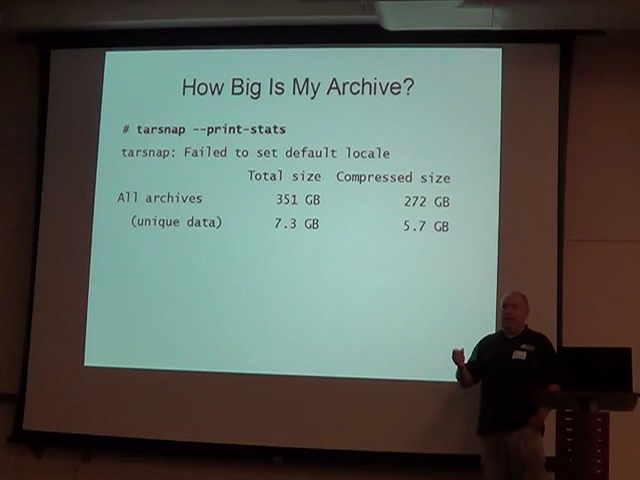 How Big Is My Archive?
# tarsnap --print-stats
tarsnap: Failed to set default locale
Total size Compressed size
All archives 351 GB 272 GB
(unique data) 7.3 GB 5.7 GB